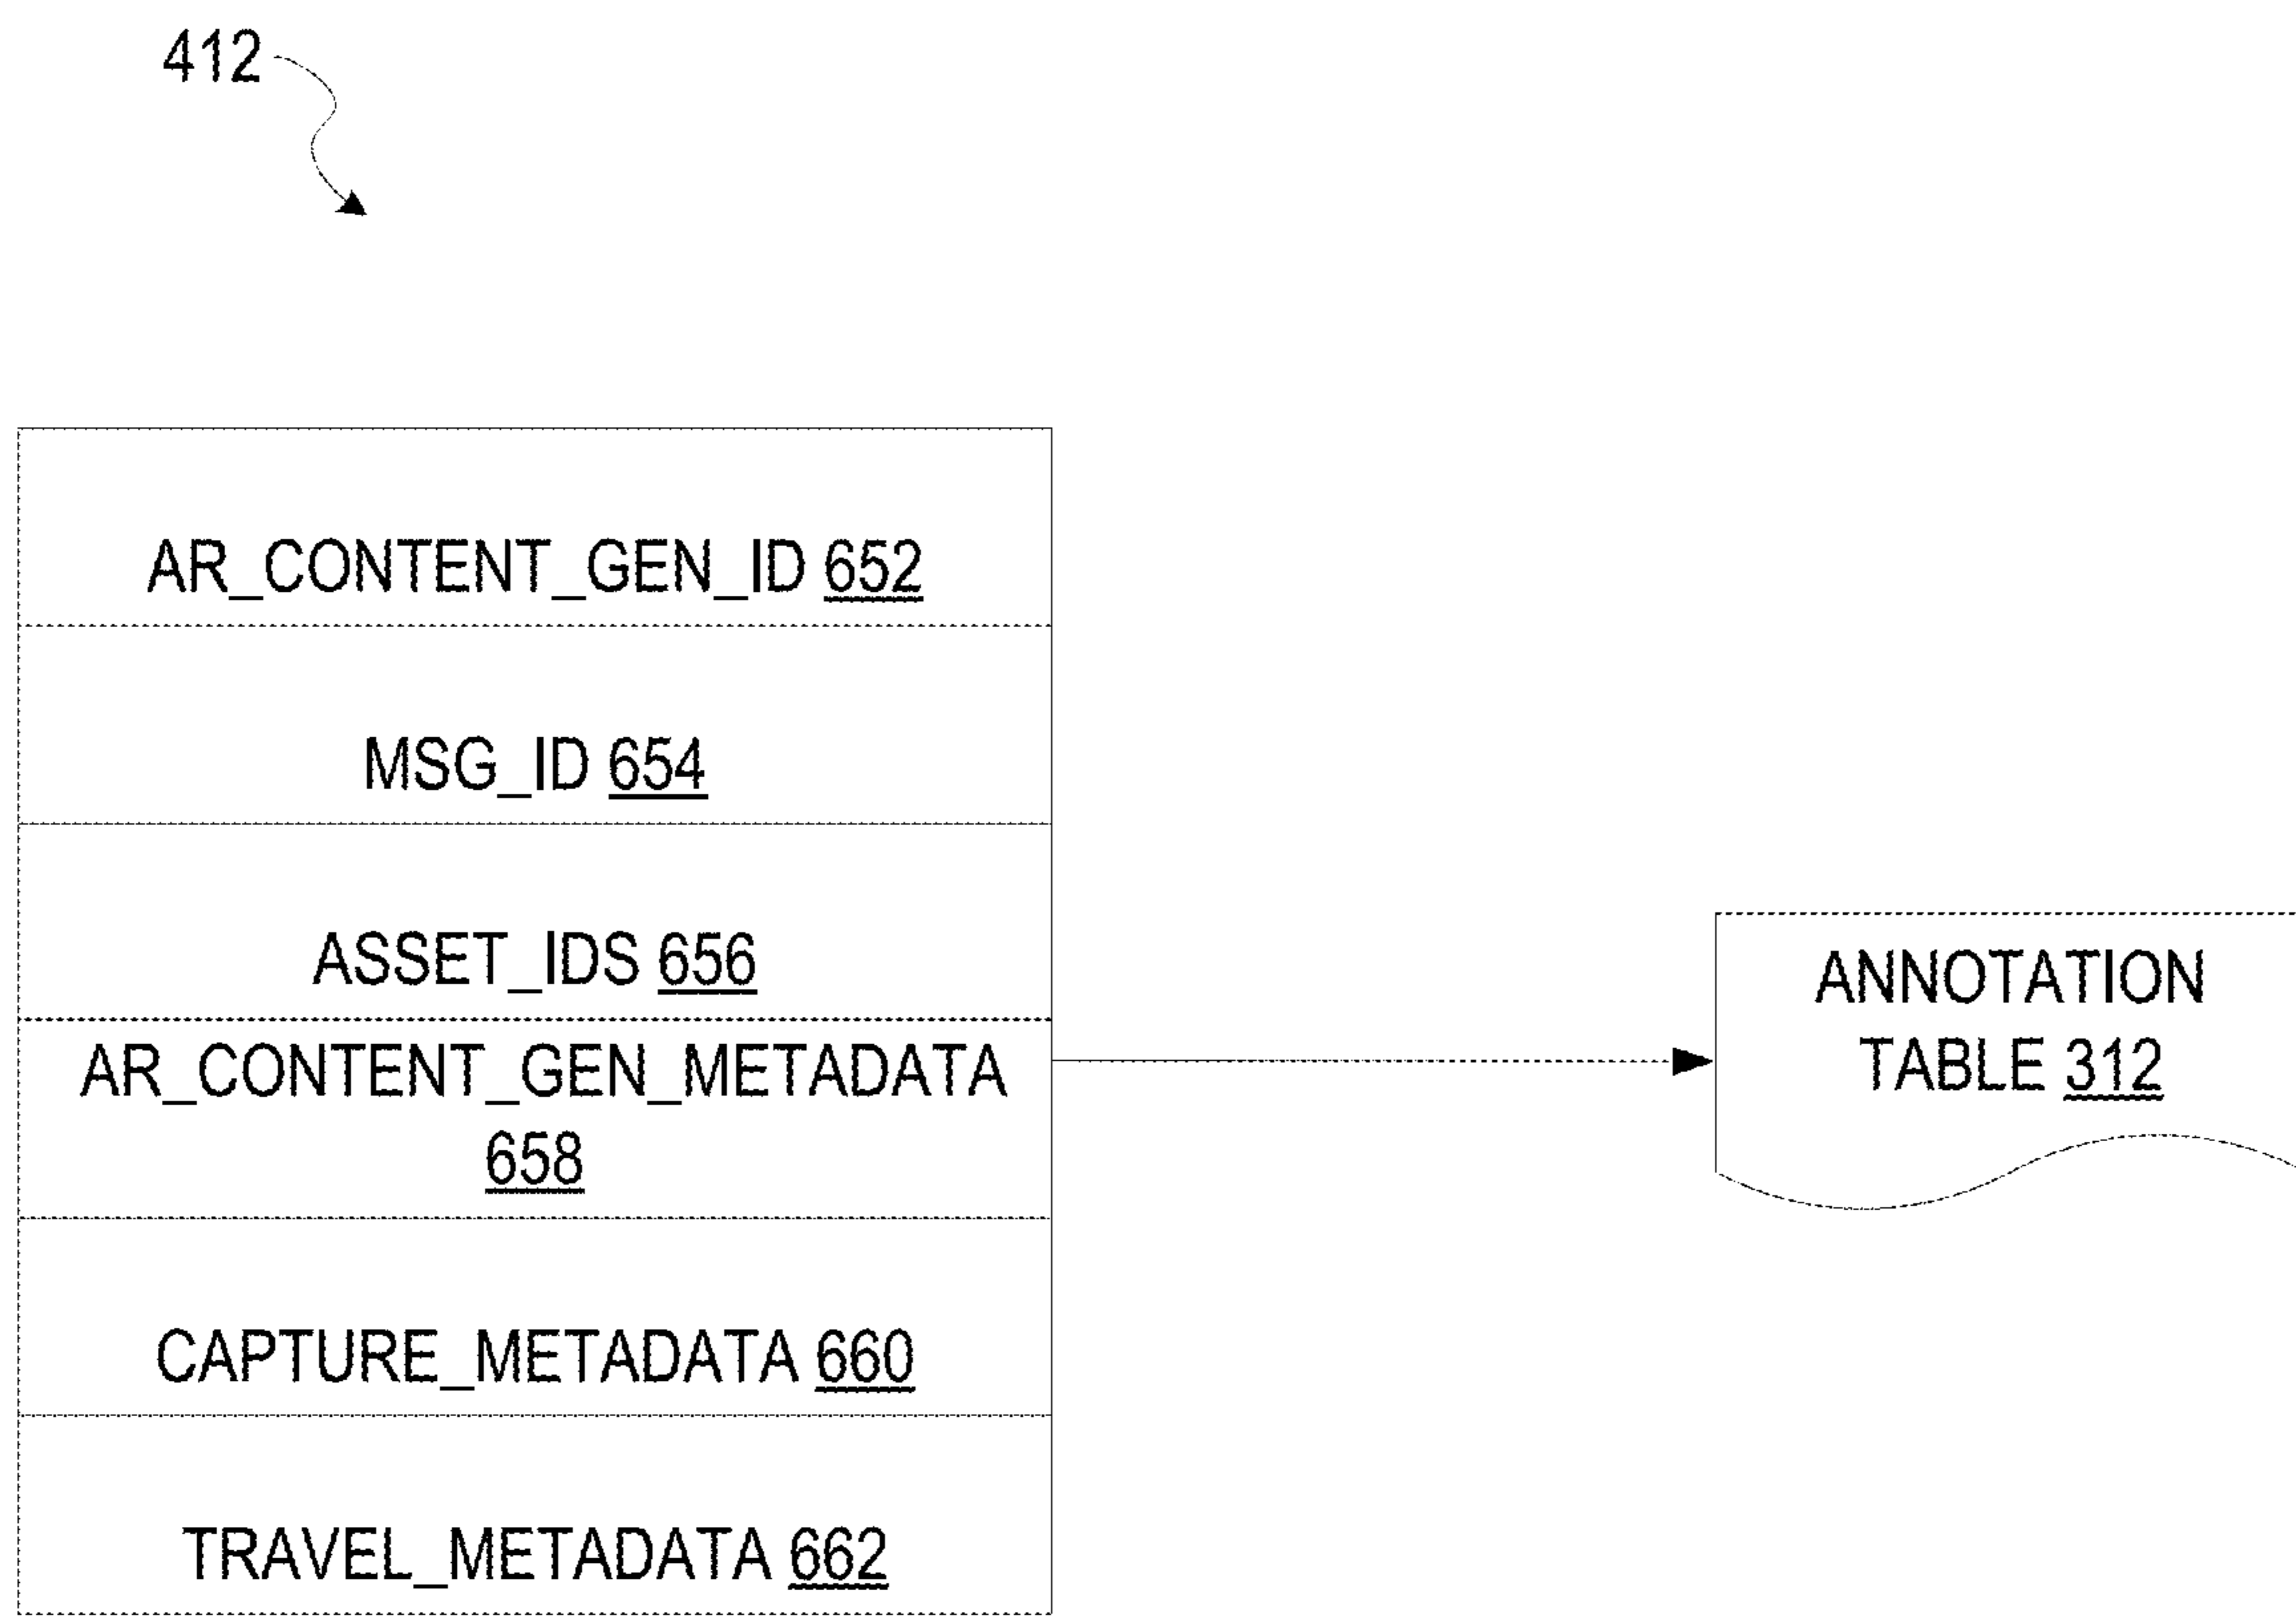 412
AR_CONTENT_GEN_ID 652
MSG_ID 654
ASSET_IDS 656
AR_CONTENT_GEN_METADATA
658
CAPTURE_METADATA 660
TRAVEL_METADATA 662
ANNOTATION
TABLE 312